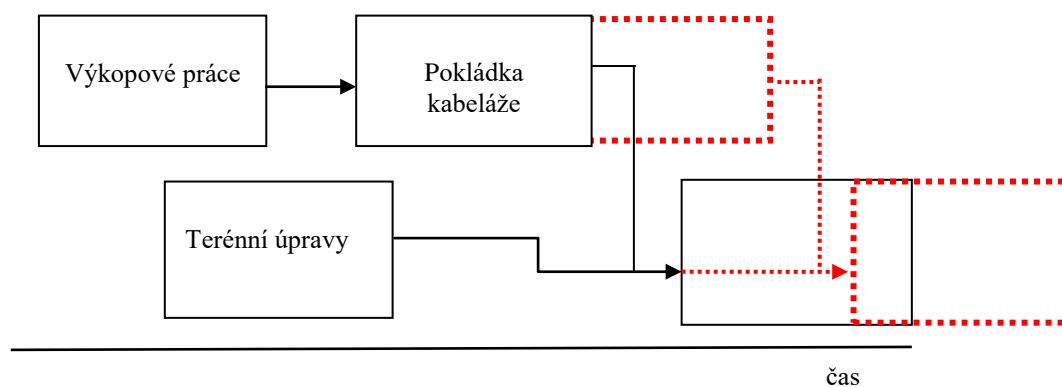 Výkopové práce
Pokládka
kabeláže
Terénní úpravy
čas